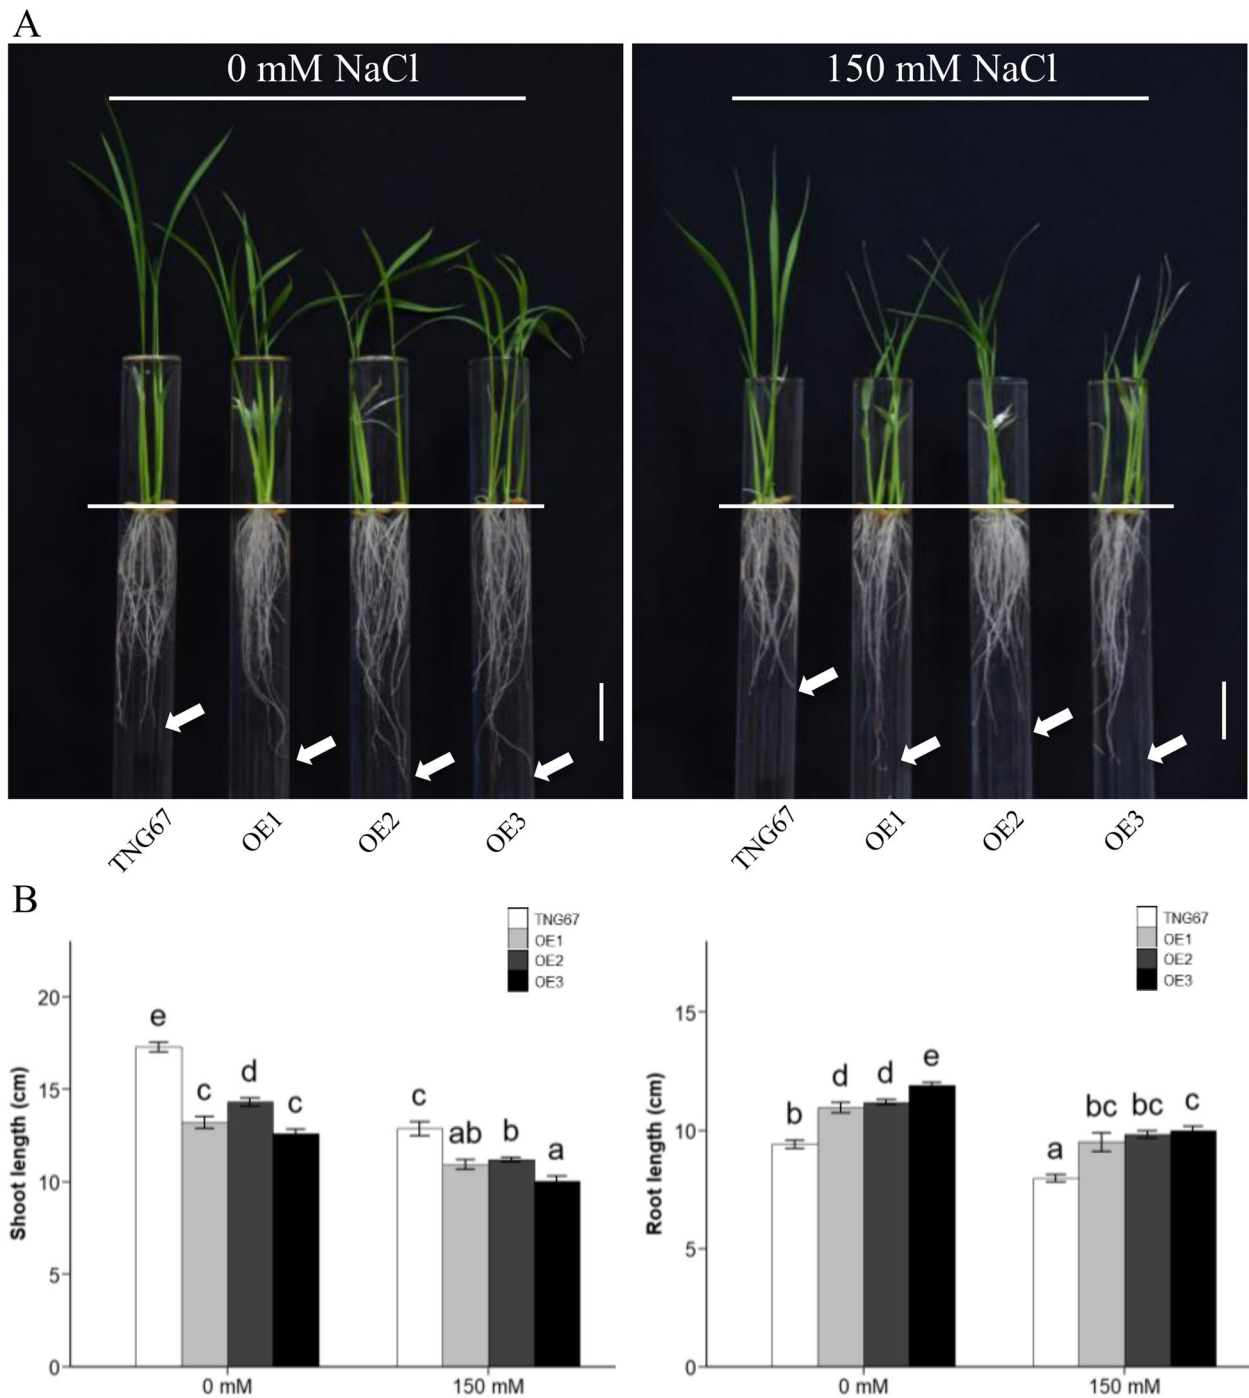 A
0 mM NaCl
150 mM NaCl
TNG67
OE1
OE2
OE3
TNG67
OE1
OE2
OE3
B
TNG67
OE1
OE2
OE3
Shoot length (cm)
20
15
10
5
0
e
c
d
c
c
ab
b
a
0 mM
150 mM
TNG67
OE1
OE2
OE3
Root length (cm)
15
10
5
0
b
d
d
e
a
bc
bc
c
0 mM
150 mM